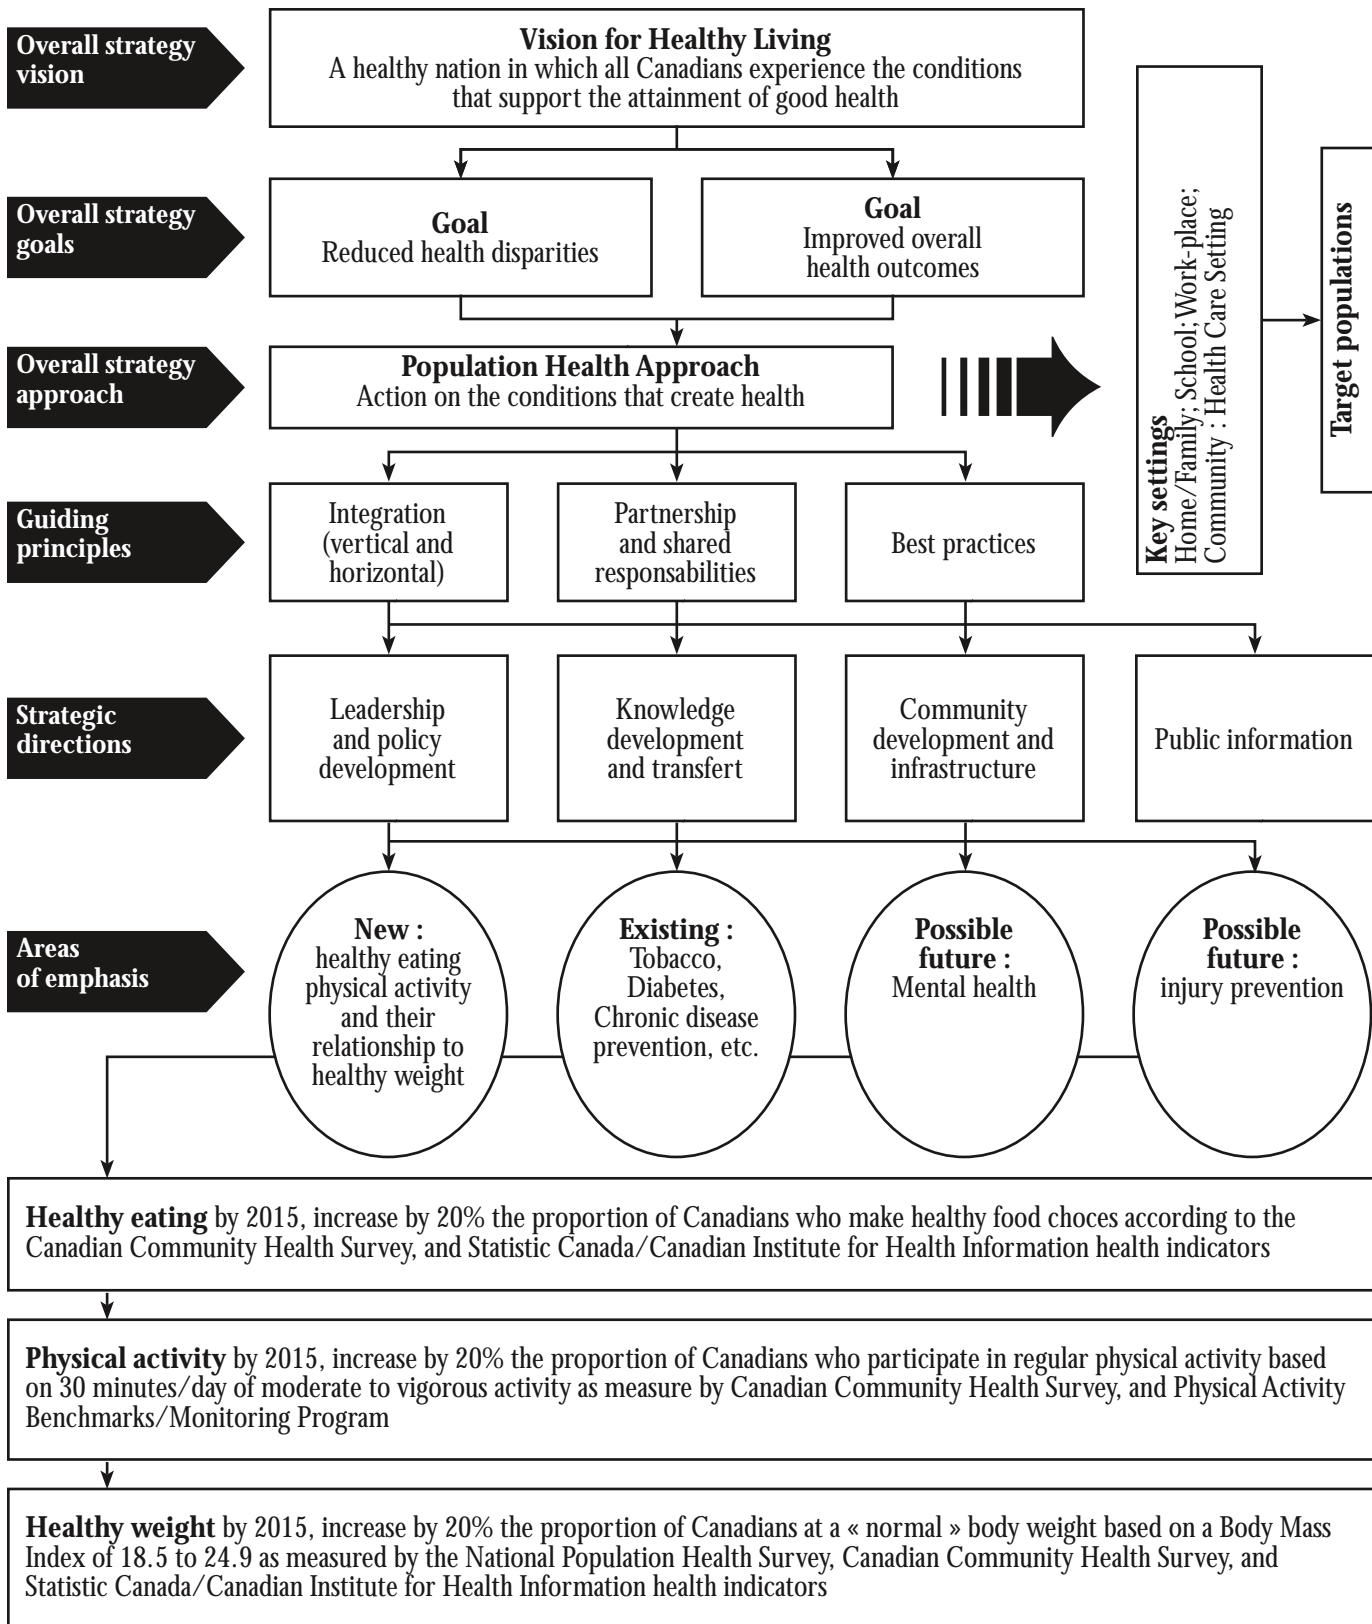 Overall strategy
vision
Vision for Healthy Living
A healthy nation in which all Canadians experience the conditions
that support the attainment of good health
Overall strategy
goals
Goal
Reduced health disparities
Goal
Improved overall
health outcomes
Overall strategy
approach
Population Health Approach
Action on the conditions that create health
Key settings
Home/Family; School; Work-place;
Community : Health Care Setting
Target populations
Guiding
principles
Integration
(vertical and
horizontal)
Partnership
and shared
responsabilities
Best practices
Strategic
directions
Leadership
and policy
development
Knowledge
development
and transfert
Community
development and
infrastructure
Public information
Areas
of emphasis
New :
healthy eating
physical activity
and their
relationship to
healthy weight
Existing :
Tobacco,
Diabetes,
Chronic disease
prevention, etc.
Possible
future :
Mental health
Possible
future :
injury prevention
Healthy eating by 2015, increase by 20% the proportion of Canadians who make healthy food choces according to the
Canadian Community Health Survey, and Statistic Canada/Canadian Institute for Health Information health indicators
Physical activity by 2015, increase by 20% the proportion of Canadians who participate in regular physical activity based
on 30 minutes/day of moderate to vigorous activity as measure by Canadian Community Health Survey, and Physical Activity
Benchmarks/Monitoring Program
Healthy weight by 2015, increase by 20% the proportion of Canadians at a « normal » body weight based on a Body Mass
Index of 18.5 to 24.9 as measured by the National Population Health Survey, Canadian Community Health Survey, and
Statistic Canada/Canadian Institute for Health Information health indicators